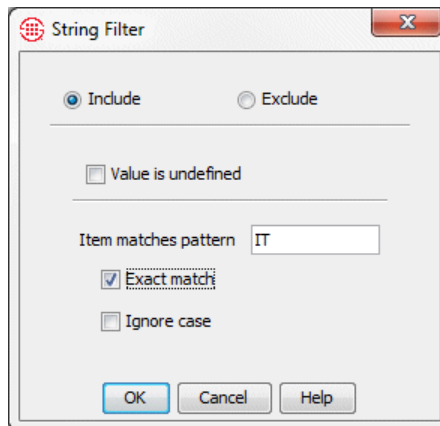 String Filter
Include Exclude
Value is undefined
Item matches pattern IT
Exact match
Ignore case
OK Cancel Help